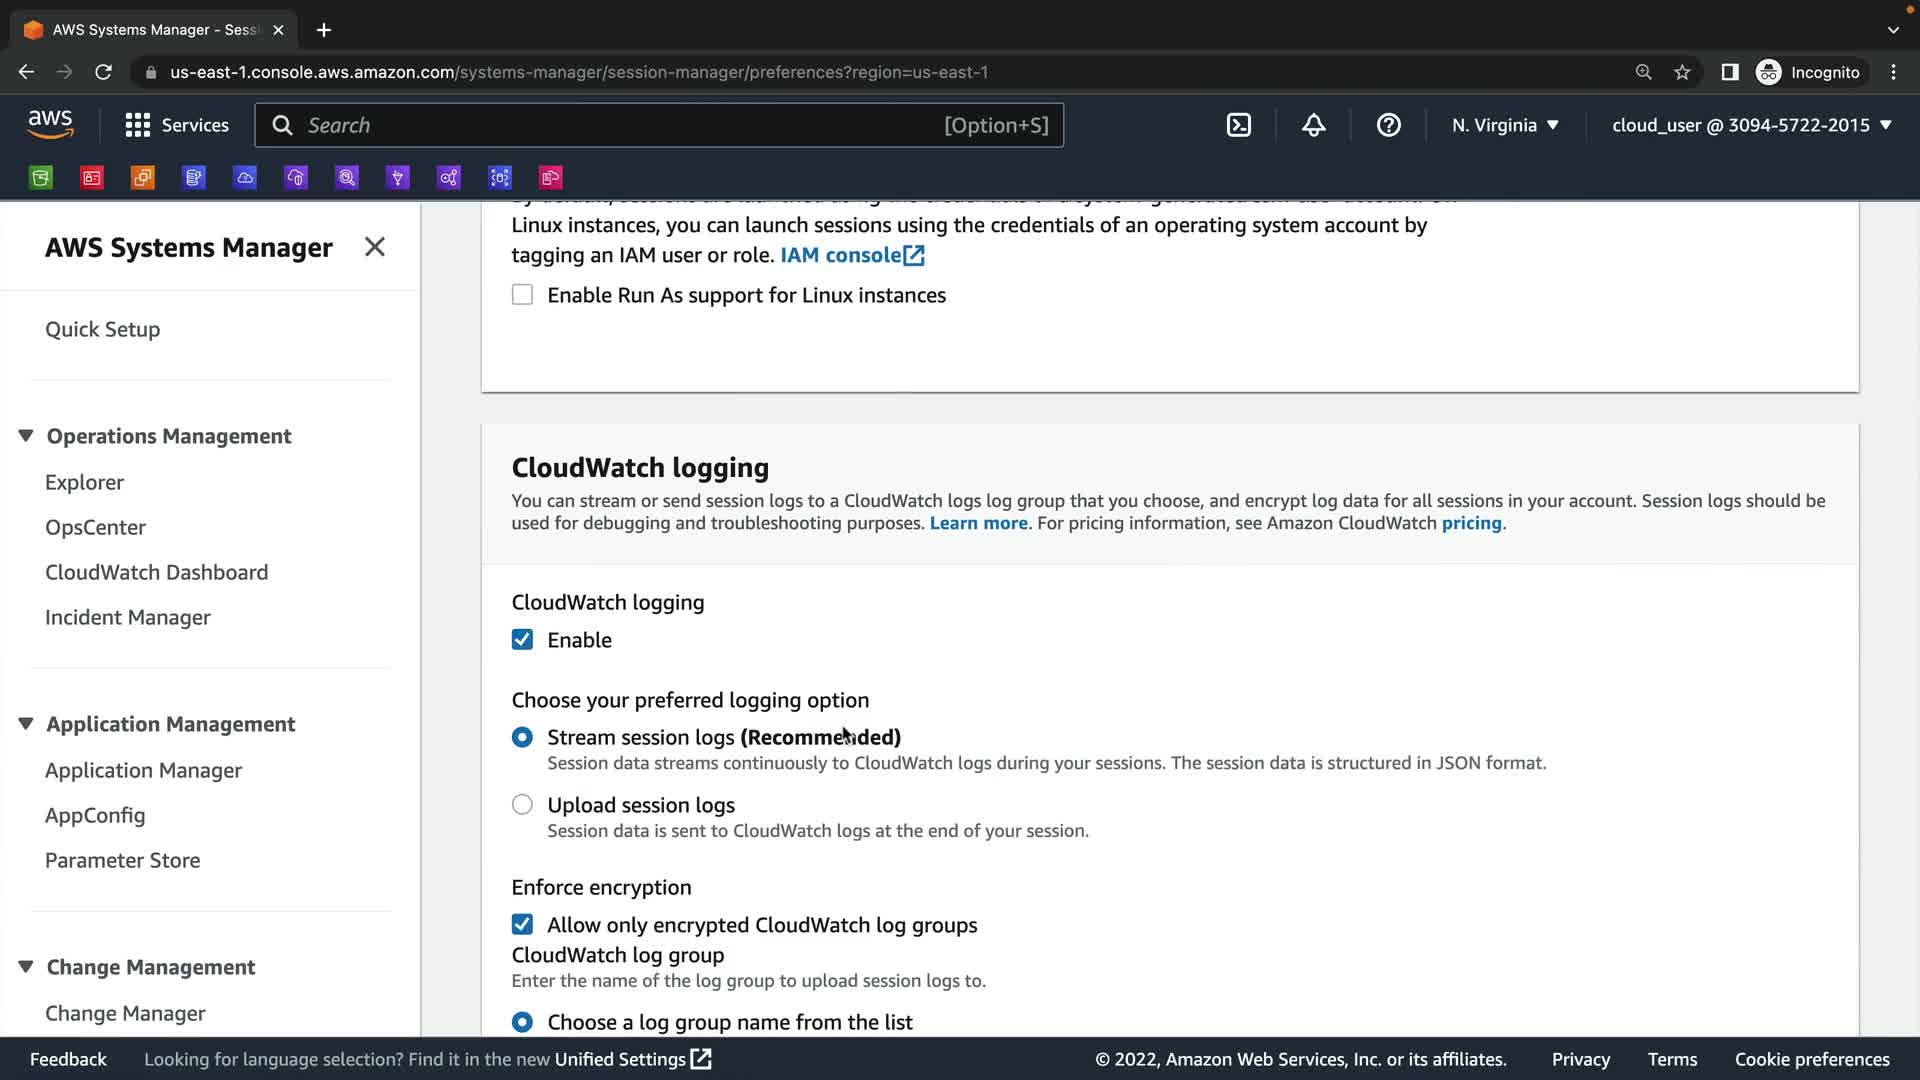 AWS Systems Manager - Sess
us-east-1.console.aws.amazon.com/systems-manager/session-manager/preferences?region=us-east-1
Incognito
aws
Services
Search
[Option+S]
N. Virginia
cloud_user @ 3094-5722-2015
AWS Systems Manager
Quick Setup
Operations Management
Explorer
OpsCenter
CloudWatch Dashboard
Incident Manager
Application Management
Application Manager
AppConfig
Parameter Store
Change Management
Change Manager
Linux instances, you can launch sessions using the credentials of an operating system account by
tagging an IAM user or role. IAM console
Enable Run As support for Linux instances
CloudWatch logging
You can stream or send session logs to a CloudWatch logs log group that you choose, and encrypt log data for all sessions in your account. Session logs should be
used for debugging and troubleshooting purposes. Learn more. For pricing information, see Amazon CloudWatch pricing.
CloudWatch logging
Enable
Choose your preferred logging option
Stream session logs (Recommended)
Session data streams continuously to CloudWatch logs during your sessions. The session data is structured in JSON format.
Upload session logs
Session data is sent to CloudWatch logs at the end of your session.
Enforce encryption
Allow only encrypted CloudWatch log groups
CloudWatch log group
Enter the name of the log group to upload session logs to.
Choose a log group name from the list
Feedback
Looking for language selection? Find it in the new Unified Settings
© 2022, Amazon Web Services, Inc. or its affiliates.
Privacy
Terms
Cookie preferences